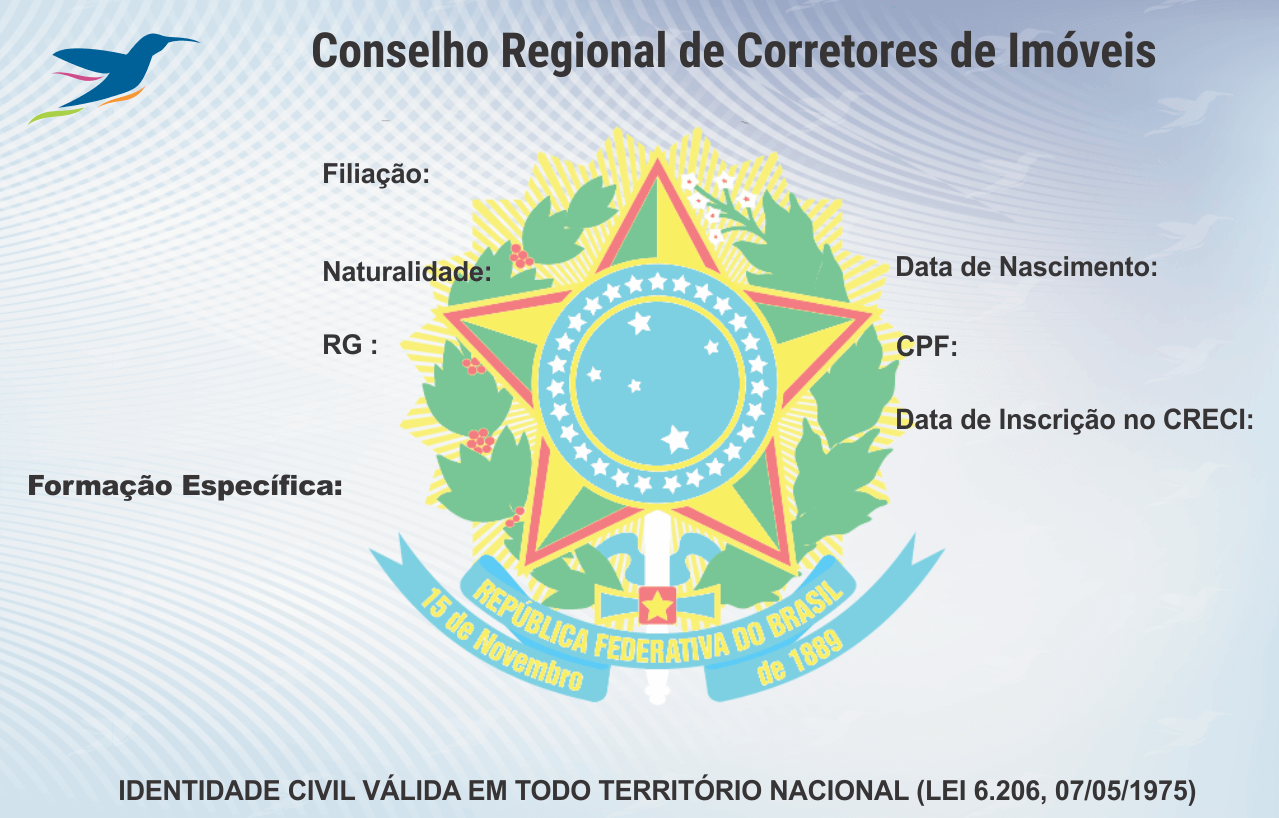 Conselho Regional de Corretores de Imóveis
Filiação:
Naturalidade:
Data de Nascimento:
RG :
CPF:
Data de Inscrição no CRECI:
Formação Específica:
REPÚBLICA FEDERATIVA DO BRASIL
15 de Novembro de 1889
IDENTIDADE CIVIL VÁLIDA EM TODO TERRITÓRIO NACIONAL (LEI 6.206, 07/05/1975)